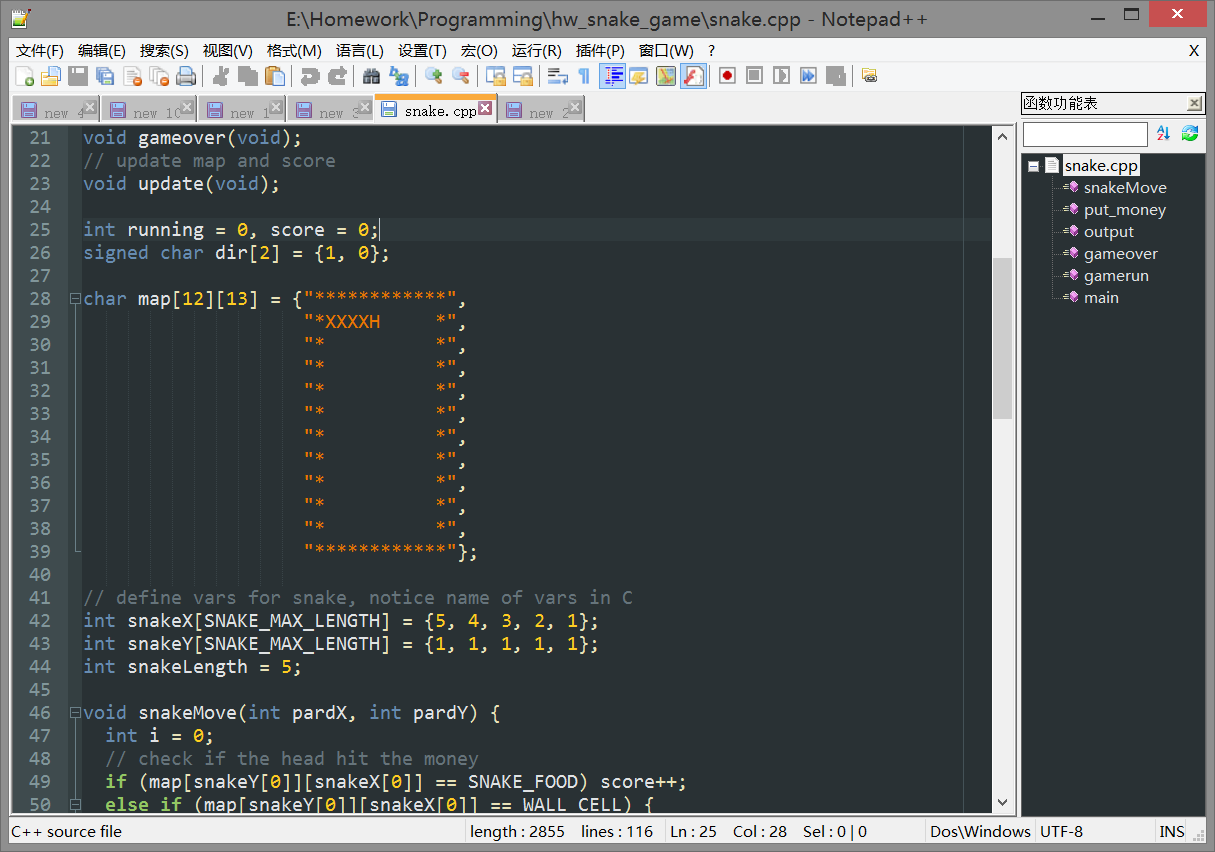 E:\Homework\Programming\hw_snake_game\snake.cpp - Notepad++
文件(F) 编辑(E) 搜索(S) 视图(V) 格式(M) 语言(L) 设置(T) 宏(O) 运行(R) 插件(P) 窗口(W) ? X
new 4 new 10 new 1 new snake.cpp new 2
21 void gameover(void);
22 // update map and score
23 void update(void);
24
25 int running = 0, score = 0;
26 signed char dir[2] = {1, 0};
27
28 char map[12][13] = {"************",
29 "*XXXXH     *",
30 "*          *",
31 "*          *",
32 "*          *",
33 "*          *",
34 "*          *",
35 "*          *",
36 "*          *",
37 "*          *",
38 "*          *",
39 "************"};
40
41 // define vars for snake, notice name of vars in C
42 int snakeX[SNAKE_MAX_LENGTH] = {5, 4, 3, 2, 1};
43 int snakeY[SNAKE_MAX_LENGTH] = {1, 1, 1, 1, 1};
44 int snakeLength = 5;
45
46 void snakeMove(int pardX, int pardY) {
47 int i = 0;
48 // check if the head hit the money
49 if (map[snakeY[0]][snakeX[0]] == SNAKE_FOOD) score++;
50 else if (map[snakeY[0]][snakeX[0]] == WALL_CELL) {
函数功能表
snake.cpp
snakeMove
put_money
output
gameover
gamerun
main
C++ source file length : 2855 lines : 116 Ln : 25 Col : 28 Sel : 0 | 0 Dos\Windows UTF-8 INS